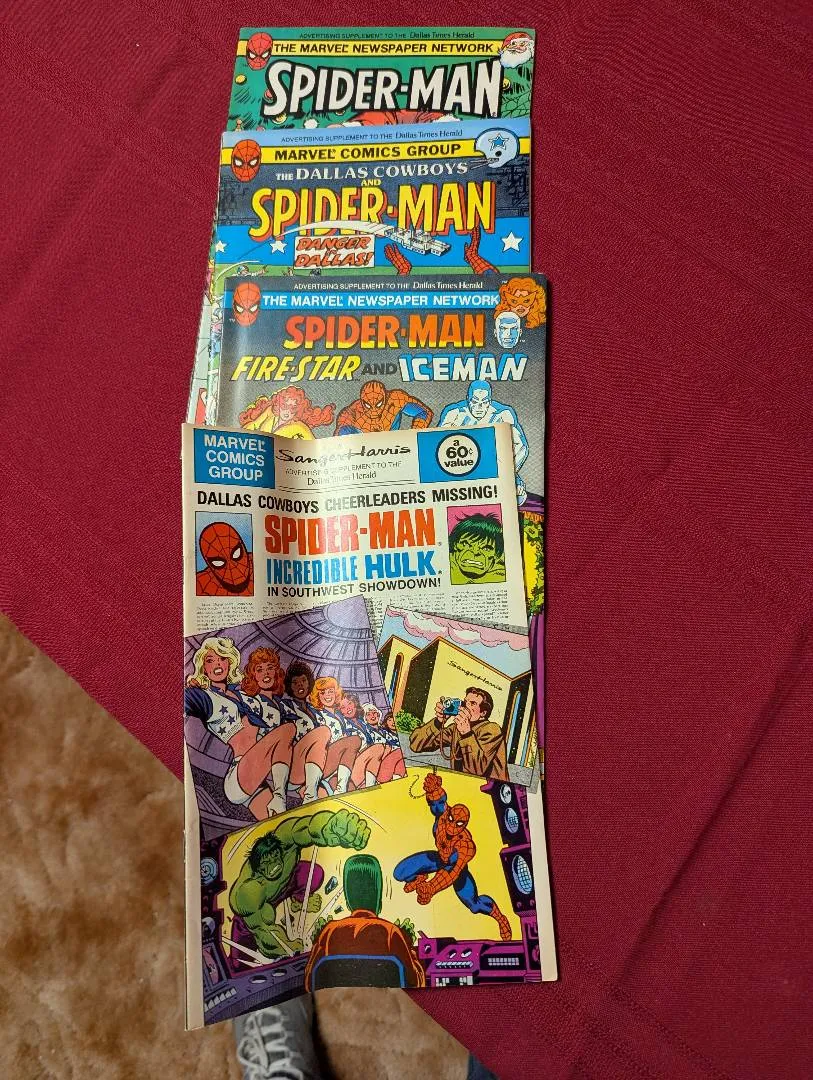 ADVERTISING SUPPLEMENT TO THE Dallas Times Herald
THE MARVEL NEWSPAPER NETWORK
SPIDER-MAN
ADVERTISING SUPPLEMENT TO THE Dallas Times Herald
MARVEL COMICS GROUP
THE DALLAS COWBOYS
AND
SPIDER-MAN
DANGER
IN
DALLAS!
ADVERTISING SUPPLEMENT TO THE Dallas Times Herald
THE MARVEL NEWSPAPER NETWORK
SPIDER-MAN
FIRE-STAR AND ICEMAN
MARVEL
COMICS
GROUP
Sanger Harris
ADVERTISING SUPPLEMENT TO THE
Dallas Times Herald
a
60¢
value
DALLAS COWBOYS CHEERLEADERS MISSING!
SPIDER-MAN
INCREDIBLE HULK
IN SOUTHWEST SHOWDOWN!
Sanger Harris